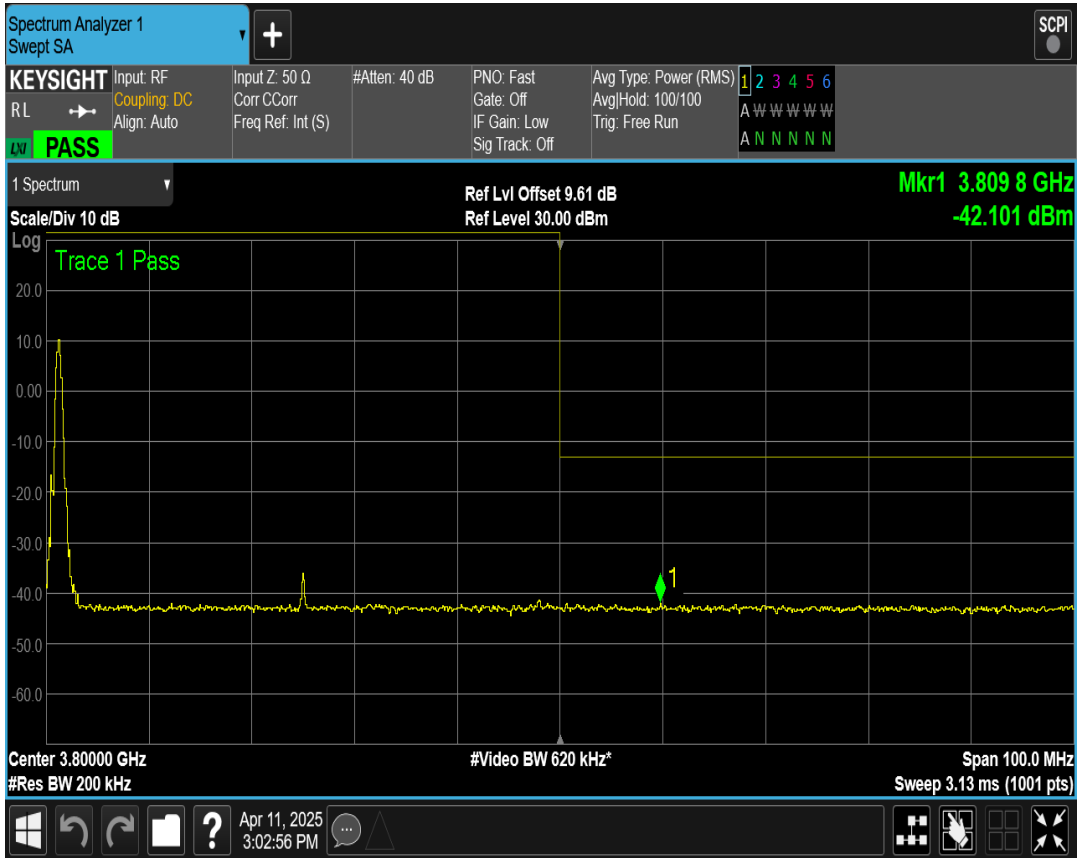 Spectrum Analyzer 1
Swept SA
+
SCPI
KEYSIGHT
R L
LXI PASS
Input: RF
Coupling: DC
Align: Auto
Input Z: 50 Ω
Corr CCorr
Freq Ref: Int (S)
#Atten: 40 dB
PNO: Fast
Gate: Off
IF Gain: Low
Sig Track: Off
Avg Type: Power (RMS)
Avg|Hold: 100/100
Trig: Free Run
1 2 3 4 5 6
A W W W W W
A N N N N N
1 Spectrum
Scale/Div 10 dB
Ref Lvl Offset 9.61 dB
Ref Level 30.00 dBm
Mkr1 3.809 8 GHz
-42.101 dBm
Log
Trace 1 Pass
20.0
10.0
0.00
-10.0
-20.0
-30.0
-40.0
-50.0
-60.0
1
Center 3.80000 GHz
#Res BW 200 kHz
#Video BW 620 kHz*
Span 100.0 MHz
Sweep 3.13 ms (1001 pts)
?
Apr 11, 2025
3:02:56 PM